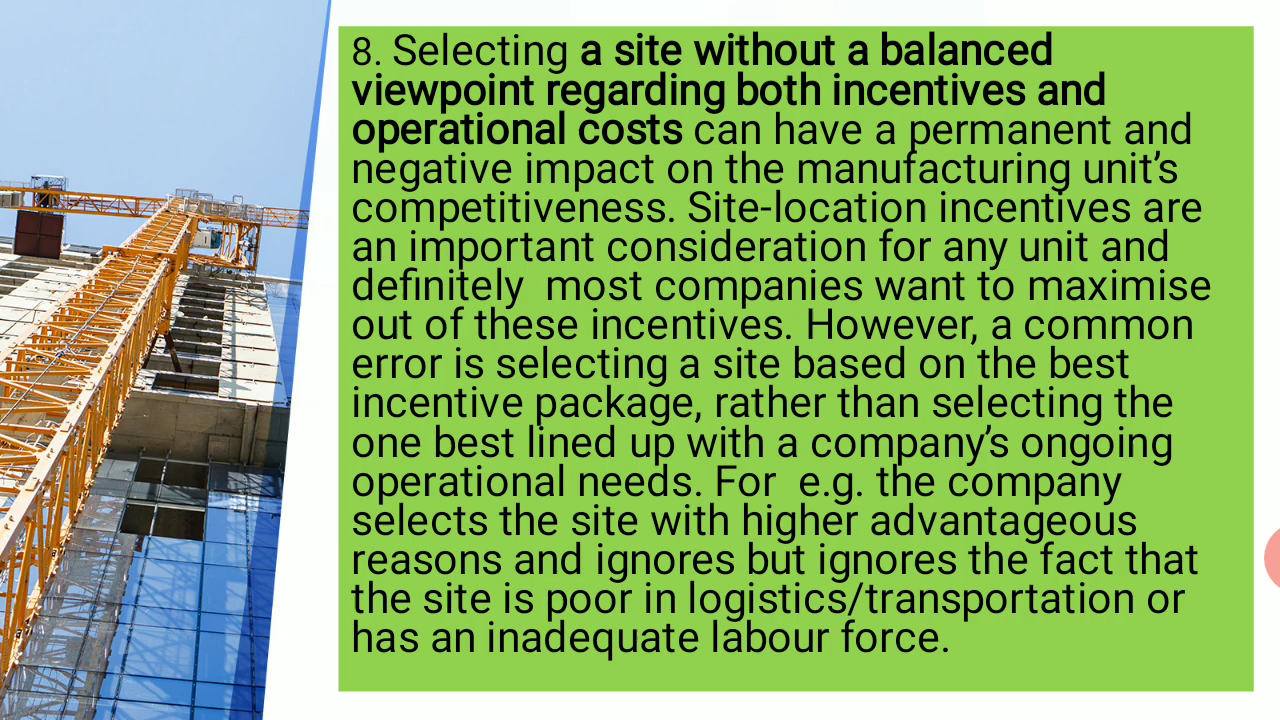 8. Selecting a site without a balanced
viewpoint regarding both incentives and
operational costs can have a permanent and
negative impact on the manufacturing unit’s
competitiveness. Site-location incentives are
an important consideration for any unit and
definitely  most companies want to maximise
out of these incentives. However, a common
error is selecting a site based on the best
incentive package, rather than selecting the
one best lined up with a company’s ongoing
operational needs. For  e.g. the company
selects the site with higher advantageous
reasons and ignores but ignores the fact that
the site is poor in logistics/transportation or
has an inadequate labour force.